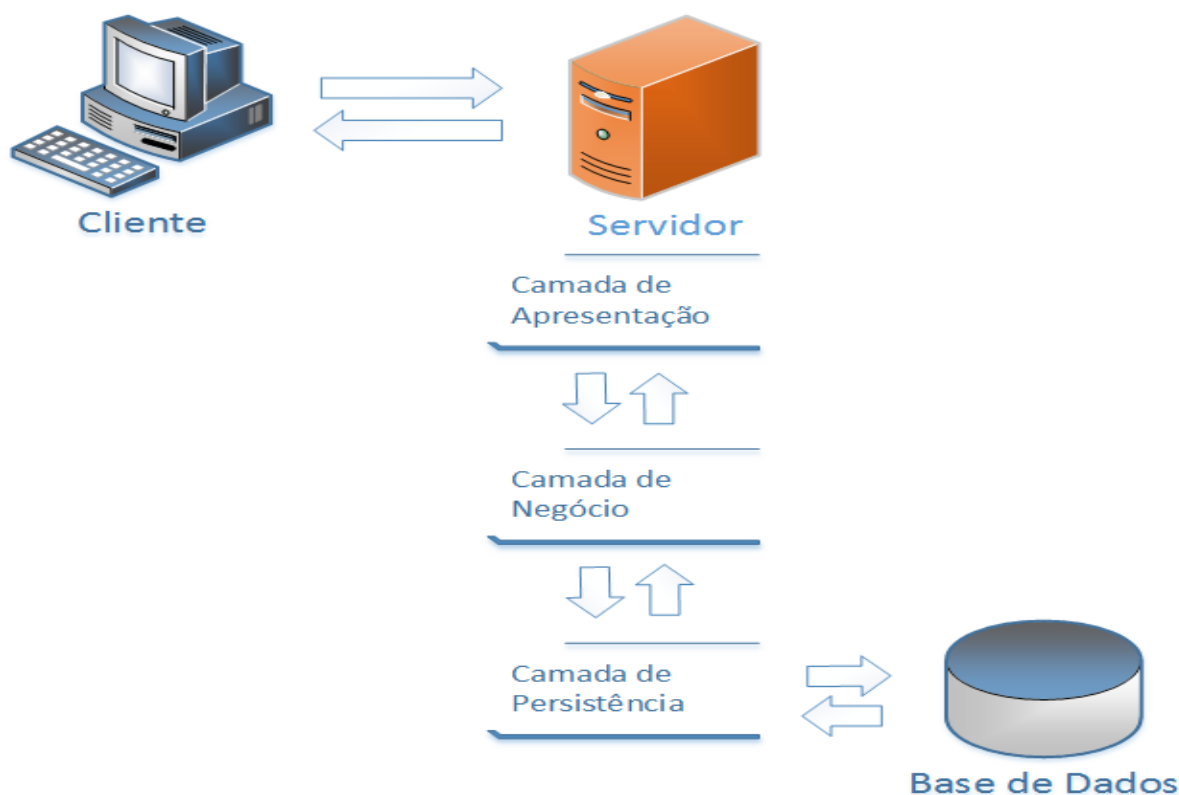 Cliente
Servidor
Camada de
Apresentação
Camada de
Negócio
Camada de
Persistência
Base de Dados